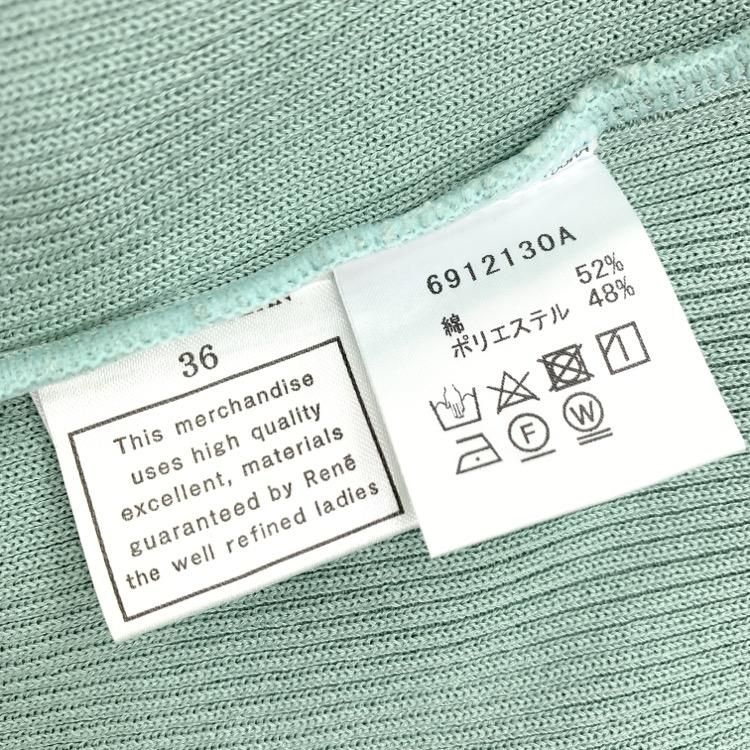 36
This merchandise
uses high quality
excellent, materials
guaranteed by René
the well refined ladies
6912130A
綿 52%
ポリエステル 48%
F W